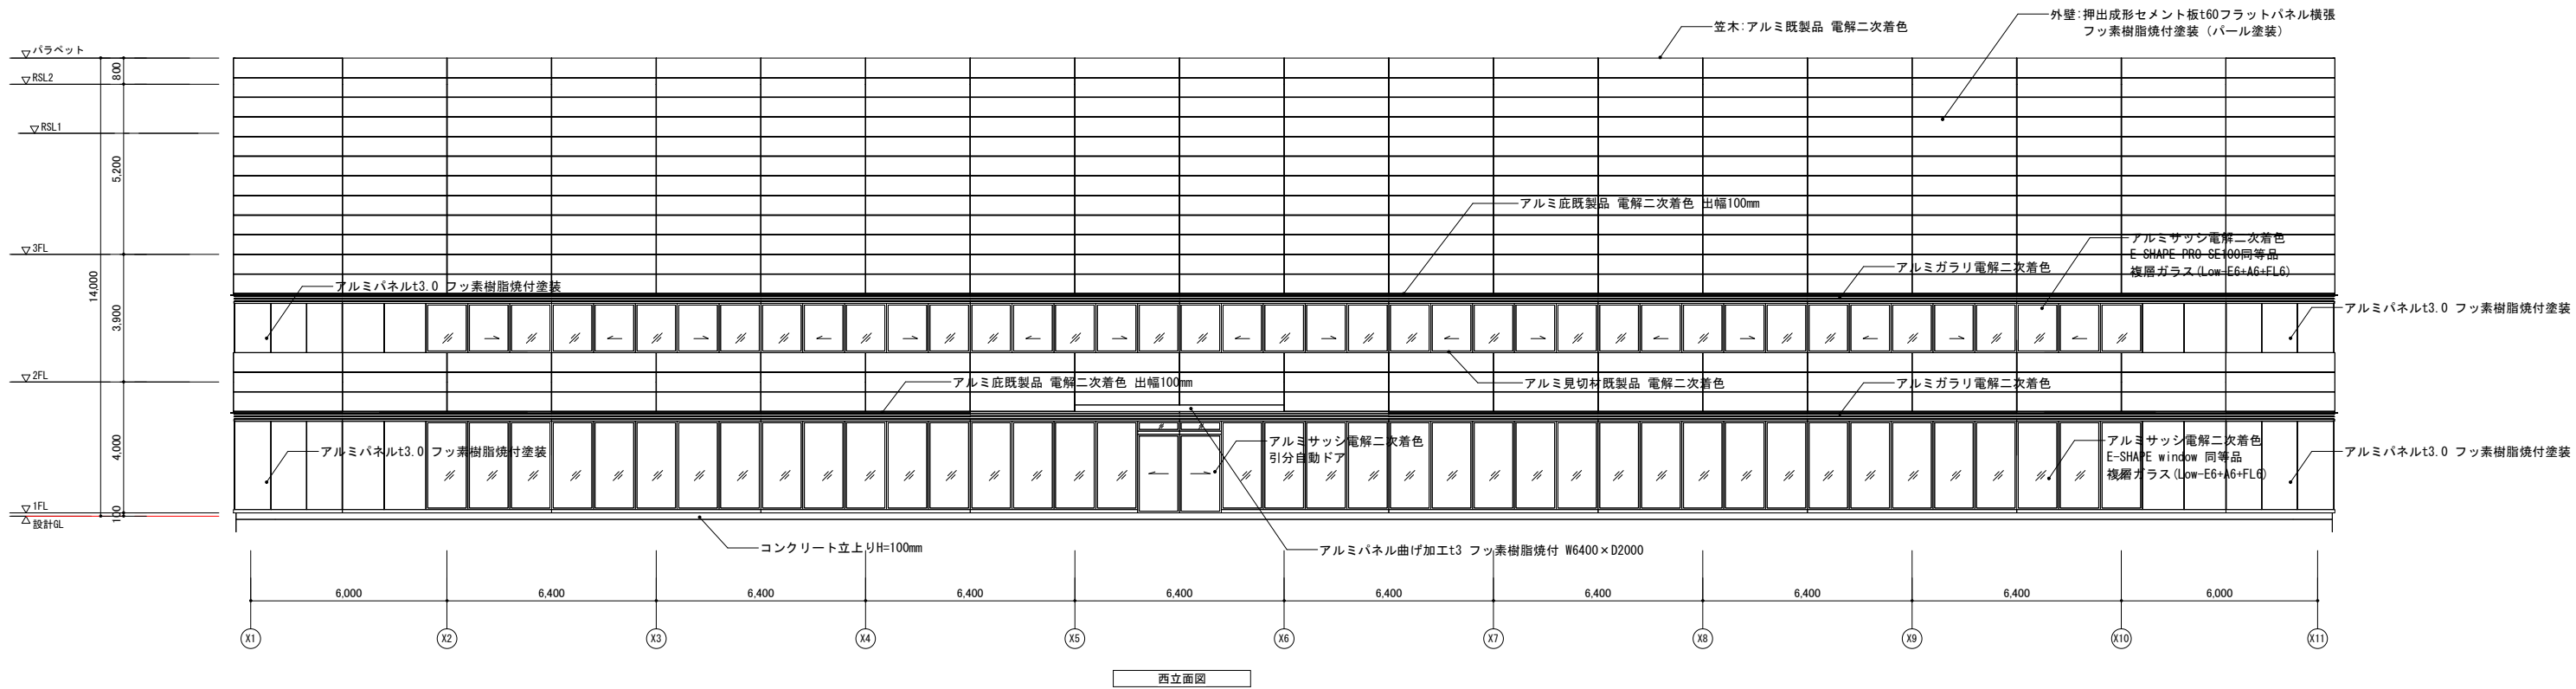 笠木:アルミ既製品 電解二次着色
外壁:押出成形セメント板t60フラットパネル横張
フッ素樹脂焼付塗装（パール塗装）
パラペット
800
RSL2
RSL1
5,200
アルミ庇既製品 電解二次着色 出幅100mm
アルミサッシ電解二次着色
E-SHAPE PRO SE100同等品
複層ガラス(Low-E6+A6+FL6)
3FL
アルミガラリ電解二次着色
14,000
アルミパネルt3.0 フッ素樹脂焼付塗装
アルミパネルt3.0 フッ素樹脂焼付塗装
3,900
2FL
アルミ庇既製品 電解二次着色 出幅100mm
アルミ見切材既製品 電解二次着色
アルミガラリ電解二次着色
4,000
アルミパネルt3.0 フッ素樹脂焼付塗装
アルミサッシ電解二次着色
引分自動ドア
アルミサッシ電解二次着色
E-SHAPE window 同等品
複層ガラス(Low-E6+A6+FL6)
アルミパネルt3.0 フッ素樹脂焼付塗装
1FL
100
設計GL
コンクリート立上りH=100mm
アルミパネル曲げ加工t3 フッ素樹脂焼付 W6400×D2000
6,000 6,400 6,400 6,400 6,400 6,400 6,400 6,400 6,400 6,000
X1 X2 X3 X4 X5 X6 X7 X8 X9 X10 X11
西立面図